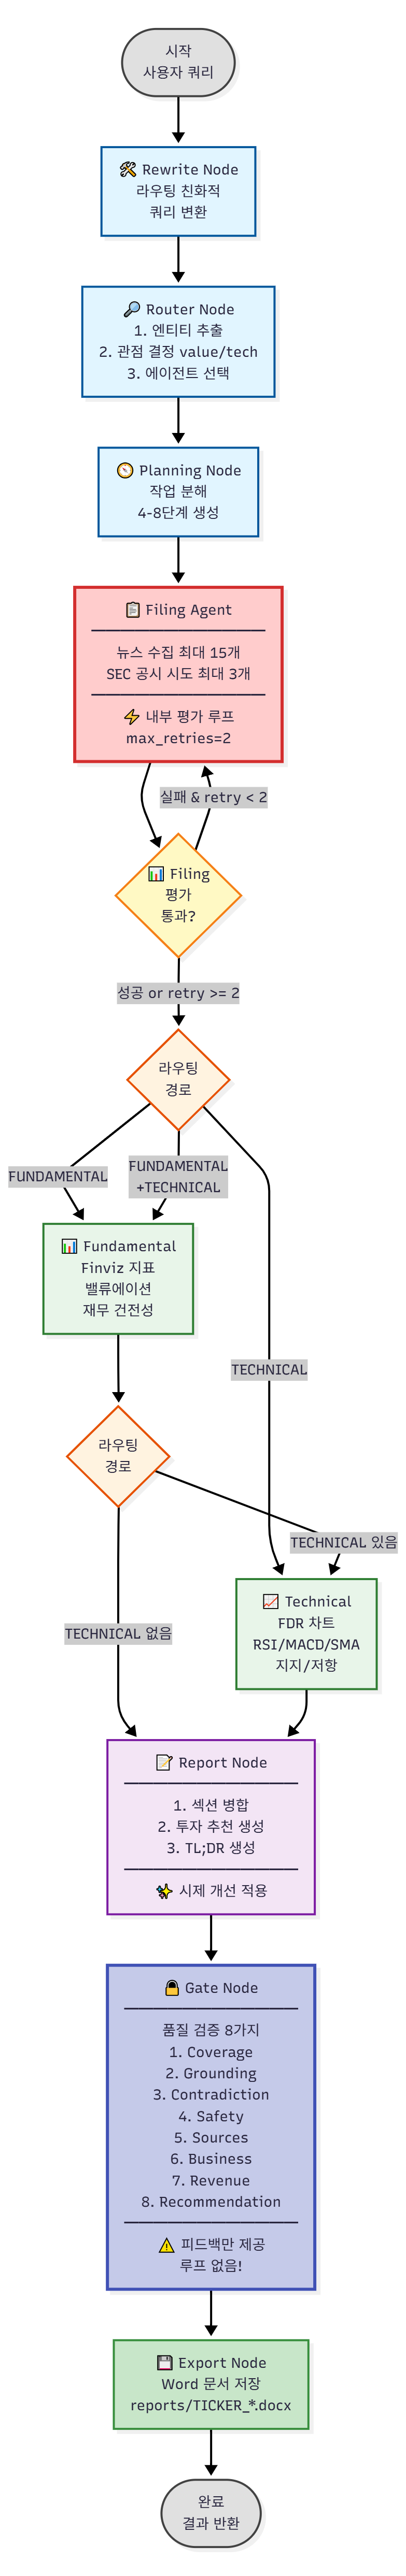 시작
사용자 쿼리
🛠 Rewrite Node
라우팅 친화적
쿼리 변환
🔎 Router Node
1. 엔티티 추출
2. 관점 결정 value/tech
3. 에이전트 선택
🧭 Planning Node
작업 분해
4-8단계 생성
📋 Filing Agent
뉴스 수집 최대 15개
SEC 공시 시도 최대 3개
⚡ 내부 평가 루프
max_retries=2
실패 & retry < 2
📊 Filing
평가
통과?
성공 or retry >= 2
라우팅
경로
FUNDAMENTAL
FUNDAMENTAL
+TECHNICAL
📊 Fundamental
Finviz 지표
밸류에이션
재무 건전성
TECHNICAL
라우팅
경로
TECHNICAL 있음
📈 Technical
FDR 차트
RSI/MACD/SMA
지지/저항
TECHNICAL 없음
📝 Report Node
1. 섹션 병합
2. 투자 추천 생성
3. TL;DR 생성
✨ 시제 개선 적용
🔒 Gate Node
품질 검증 8가지
1. Coverage
2. Grounding
3. Contradiction
4. Safety
5. Sources
6. Business
7. Revenue
8. Recommendation
⚠️ 피드백만 제공
루프 없음!
💾 Export Node
Word 문서 저장
reports/TICKER_*.docx
완료
결과 반환